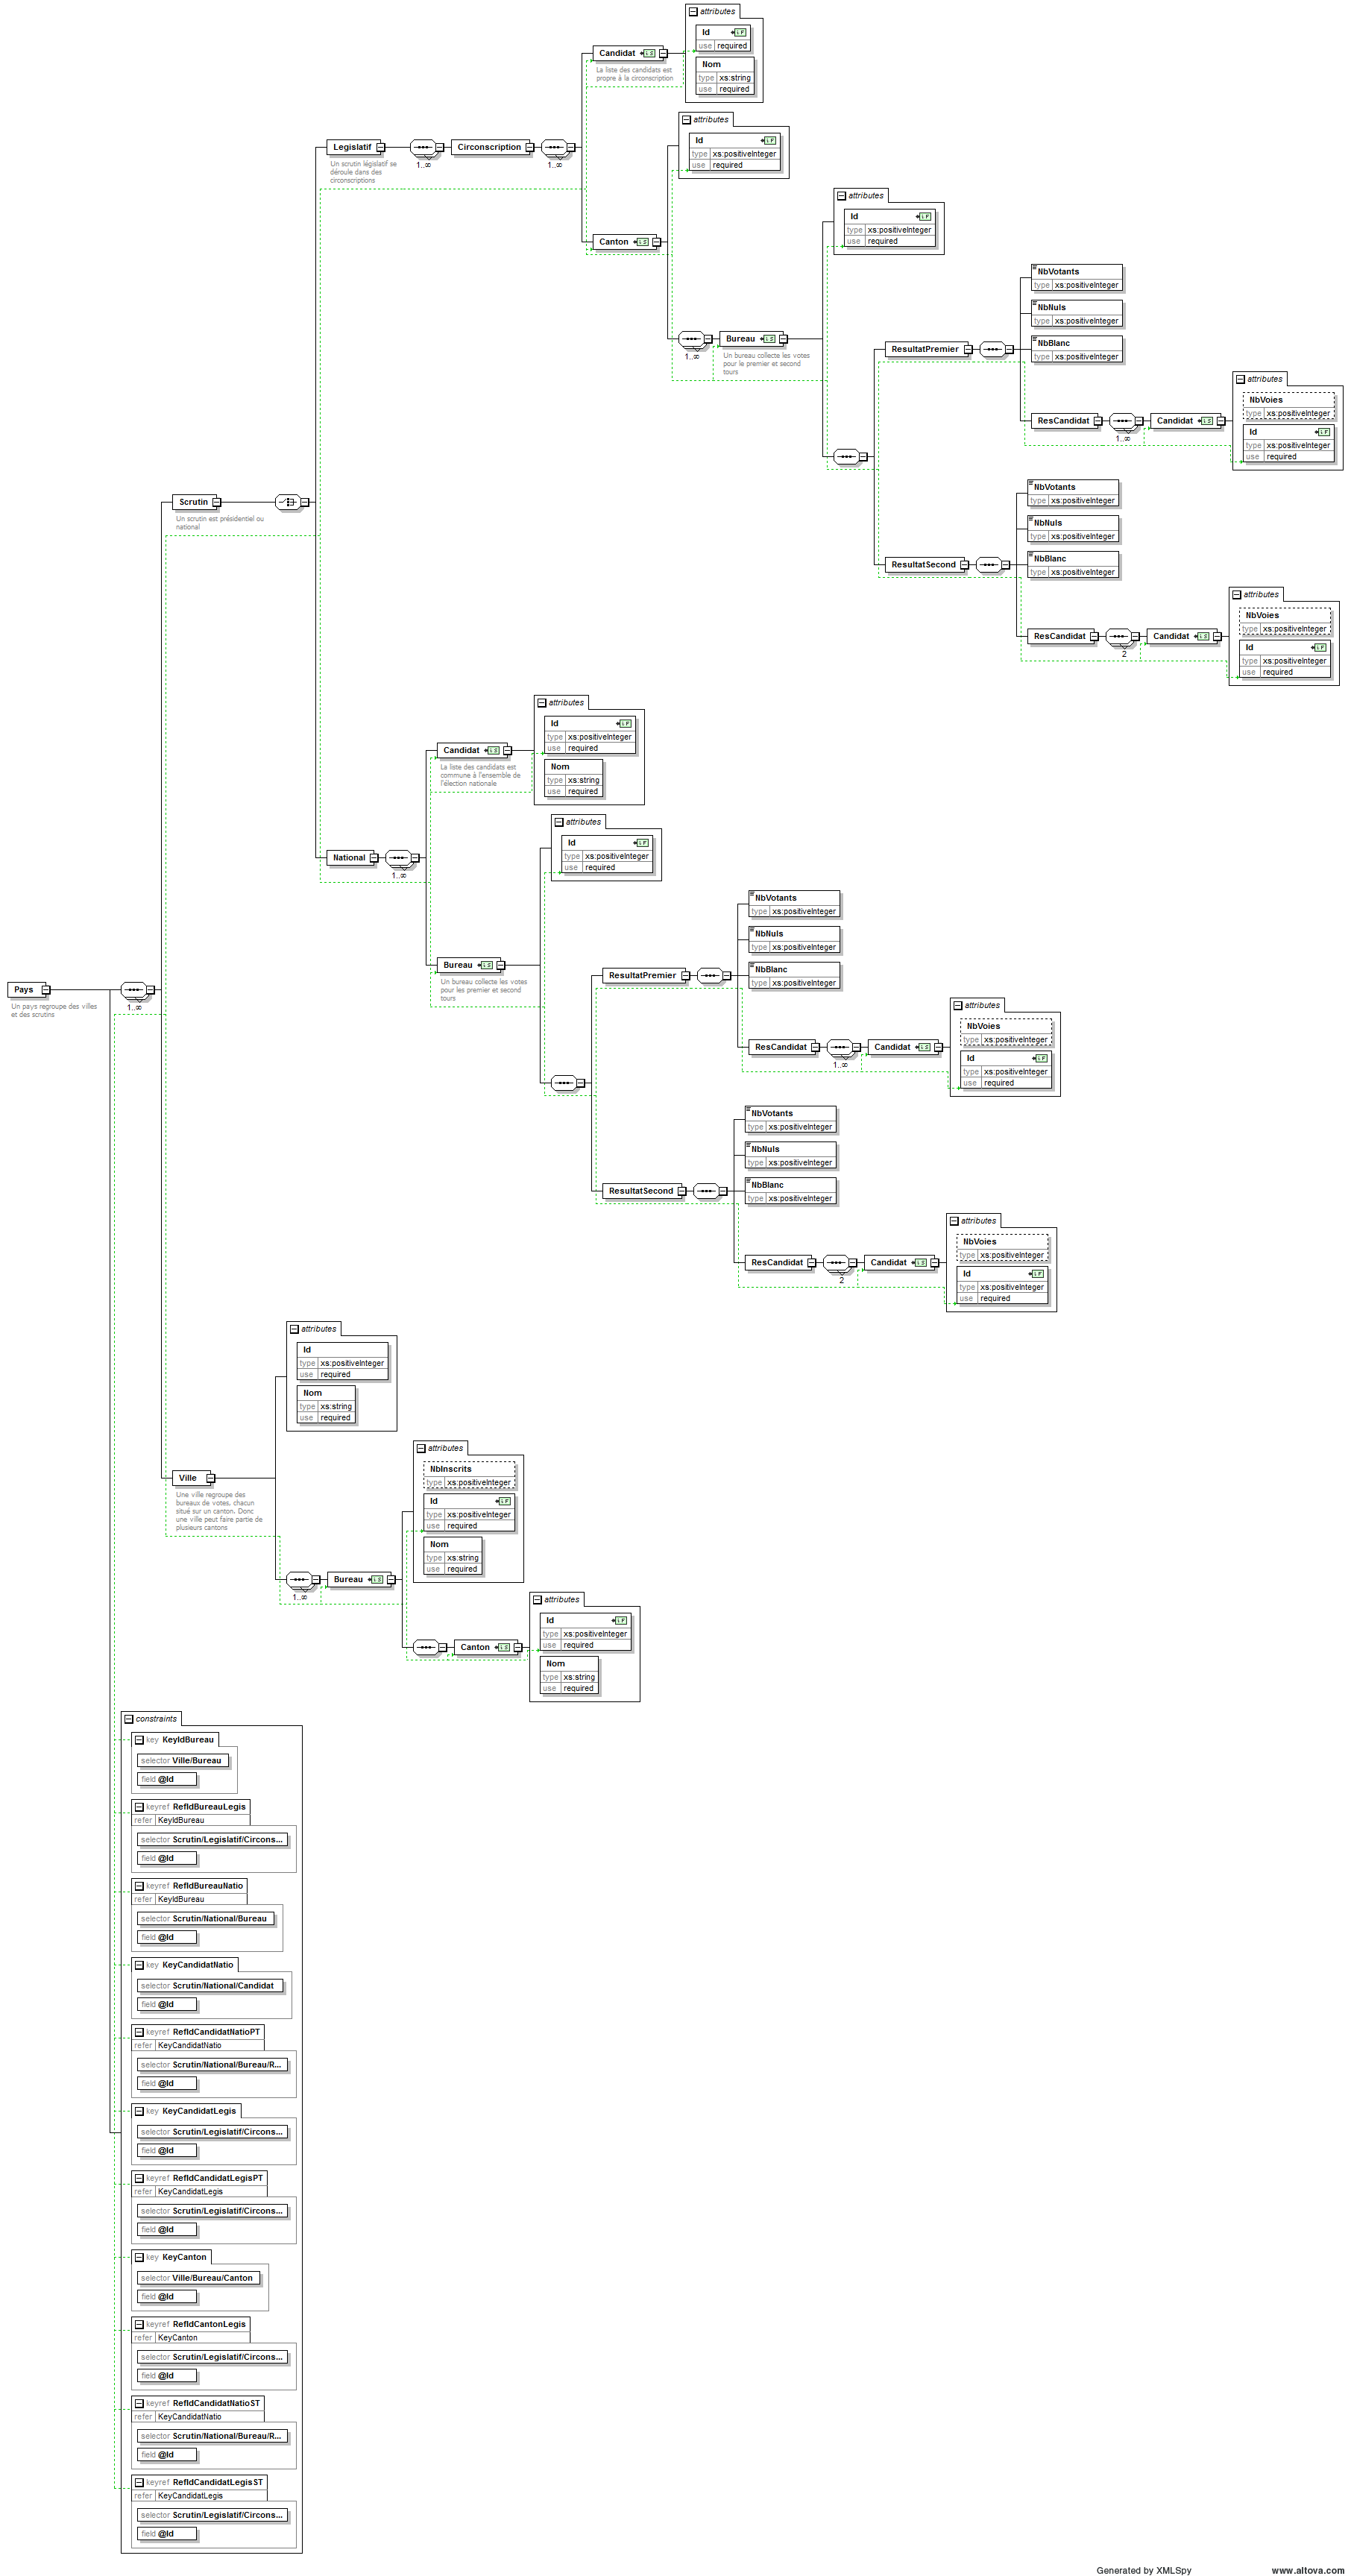 attributes
Id
use required
Nom
type xs:string
use required
Candidat
La liste des candidats est
propre à la circonscription
attributes
Id
type xs:positiveInteger
use required
Legislatif
1..∞
Circonscription
1..∞
Un scrutin législatif se
déroule dans des
circonscriptions
Canton
attributes
Id
type xs:positiveInteger
use required
1..∞
Bureau
Un bureau collecte les votes
pour le premier et second
tours
ResultatPremier
NbVotants
type xs:positiveInteger
NbNuls
type xs:positiveInteger
NbBlanc
type xs:positiveInteger
ResCandidat
1..∞
Candidat
attributes
NbVoies
type xs:positiveInteger
Id
type xs:positiveInteger
use required
ResultatSecond
NbVotants
type xs:positiveInteger
NbNuls
type xs:positiveInteger
NbBlanc
type xs:positiveInteger
ResCandidat
2
Candidat
attributes
NbVoies
type xs:positiveInteger
Id
type xs:positiveInteger
use required
Scrutin
Un scrutin est présidentiel ou
national
National
1..∞
Candidat
La liste des candidats est
commune à l'ensemble de
l'élection nationale
attributes
Id
type xs:positiveInteger
use required
Nom
type xs:string
use required
Bureau
Un bureau collecte les votes
pour les premier et second
tours
attributes
Id
type xs:positiveInteger
use required
ResultatPremier
NbVotants
type xs:positiveInteger
NbNuls
type xs:positiveInteger
NbBlanc
type xs:positiveInteger
ResCandidat
1..∞
Candidat
attributes
NbVoies
type xs:positiveInteger
Id
type xs:positiveInteger
use required
ResultatSecond
NbVotants
type xs:positiveInteger
NbNuls
type xs:positiveInteger
NbBlanc
type xs:positiveInteger
ResCandidat
2
Candidat
attributes
NbVoies
type xs:positiveInteger
Id
type xs:positiveInteger
use required
Pays
Un pays regroupe des villes
et des scrutins
1..∞
attributes
Id
type xs:positiveInteger
use required
Nom
type xs:string
use required
Ville
Une ville regroupe des
bureaux de votes, chacun
situé sur un canton. Donc
une ville peut faire partie de
plusieurs cantons
1..∞
Bureau
attributes
NbInscrits
type xs:positiveInteger
Id
type xs:positiveInteger
use required
Nom
type xs:string
use required
Canton
attributes
Id
type xs:positiveInteger
use required
Nom
type xs:string
use required
constraints
key KeyIdBureau
selector Ville/Bureau
field @Id
keyref RefIdBureauLegis
refer KeyIdBureau
selector Scrutin/Legislatif/Circons...
field @Id
keyref RefIdBureauNatio
refer KeyIdBureau
selector Scrutin/National/Bureau
field @Id
key KeyCandidatNatio
selector Scrutin/National/Candidat
field @Id
keyref RefIdCandidatNatioPT
refer KeyCandidatNatio
selector Scrutin/National/Bureau/R...
field @Id
key KeyCandidatLegis
selector Scrutin/Legislatif/Circons...
field @Id
keyref RefIdCandidatLegisPT
refer KeyCandidatLegis
selector Scrutin/Legislatif/Circons...
field @Id
key KeyCanton
selector Ville/Bureau/Canton
field @Id
keyref RefIdCantonLegis
refer KeyCanton
selector Scrutin/Legislatif/Circons...
field @Id
keyref RefIdCandidatNatioST
refer KeyCandidatNatio
selector Scrutin/National/Bureau/R...
field @Id
keyref RefIdCandidatLegisST
refer KeyCandidatLegis
selector Scrutin/Legislatif/Circons...
field @Id
Generated by XMLSpy
www.altova.com